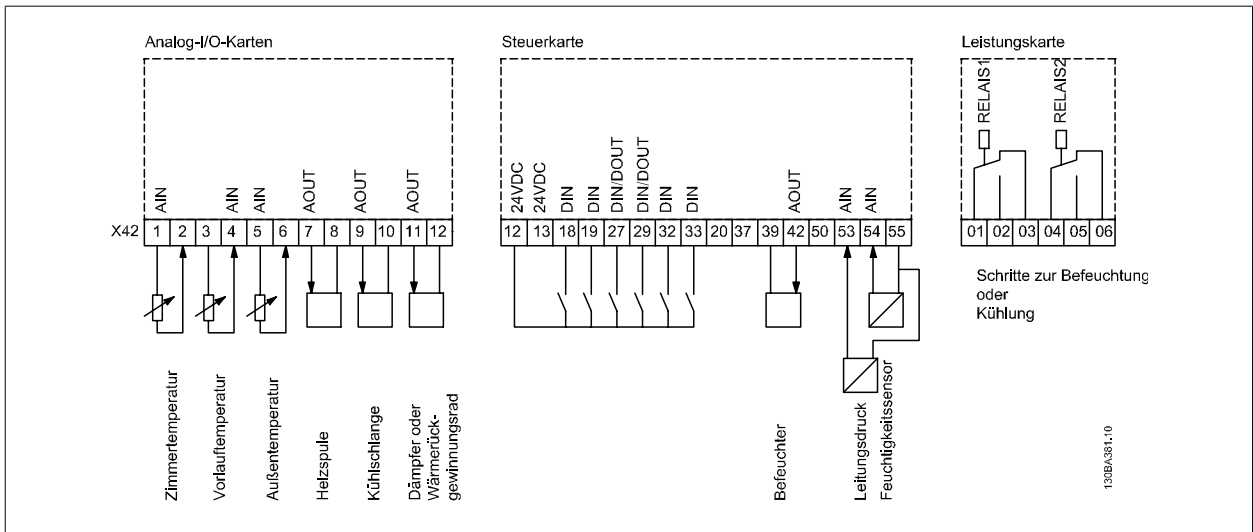 Analog-I/O-Karten
Steuerkarte
Leistungskarte
AIN
AIN
AIN
AOUT
AOUT
AOUT
24VDC
24VDC
DIN
DIN
DIN/DOUT
DIN/DOUT
DIN
DIN
AOUT
AIN
AIN
RELAIS1
RELAIS2
X42 1 2 3 4 5 6 7 8 9 10 11 12
12 13 18 19 27 29 32 33 20 37 39 42 50 53 54 55
01 02 03 04 05 06
Schritte zur Befeuchtung
oder
Kühlung
Zimmertemperatur
Vorlauftemperatur
Außentemperatur
Helzspule
Kühlschlange
Dämpfer oder
Wärmerück-
gewinnungsrad
Befeuchter
Leitungsdruck
Feuchtigkeitssensor
130BA381.10